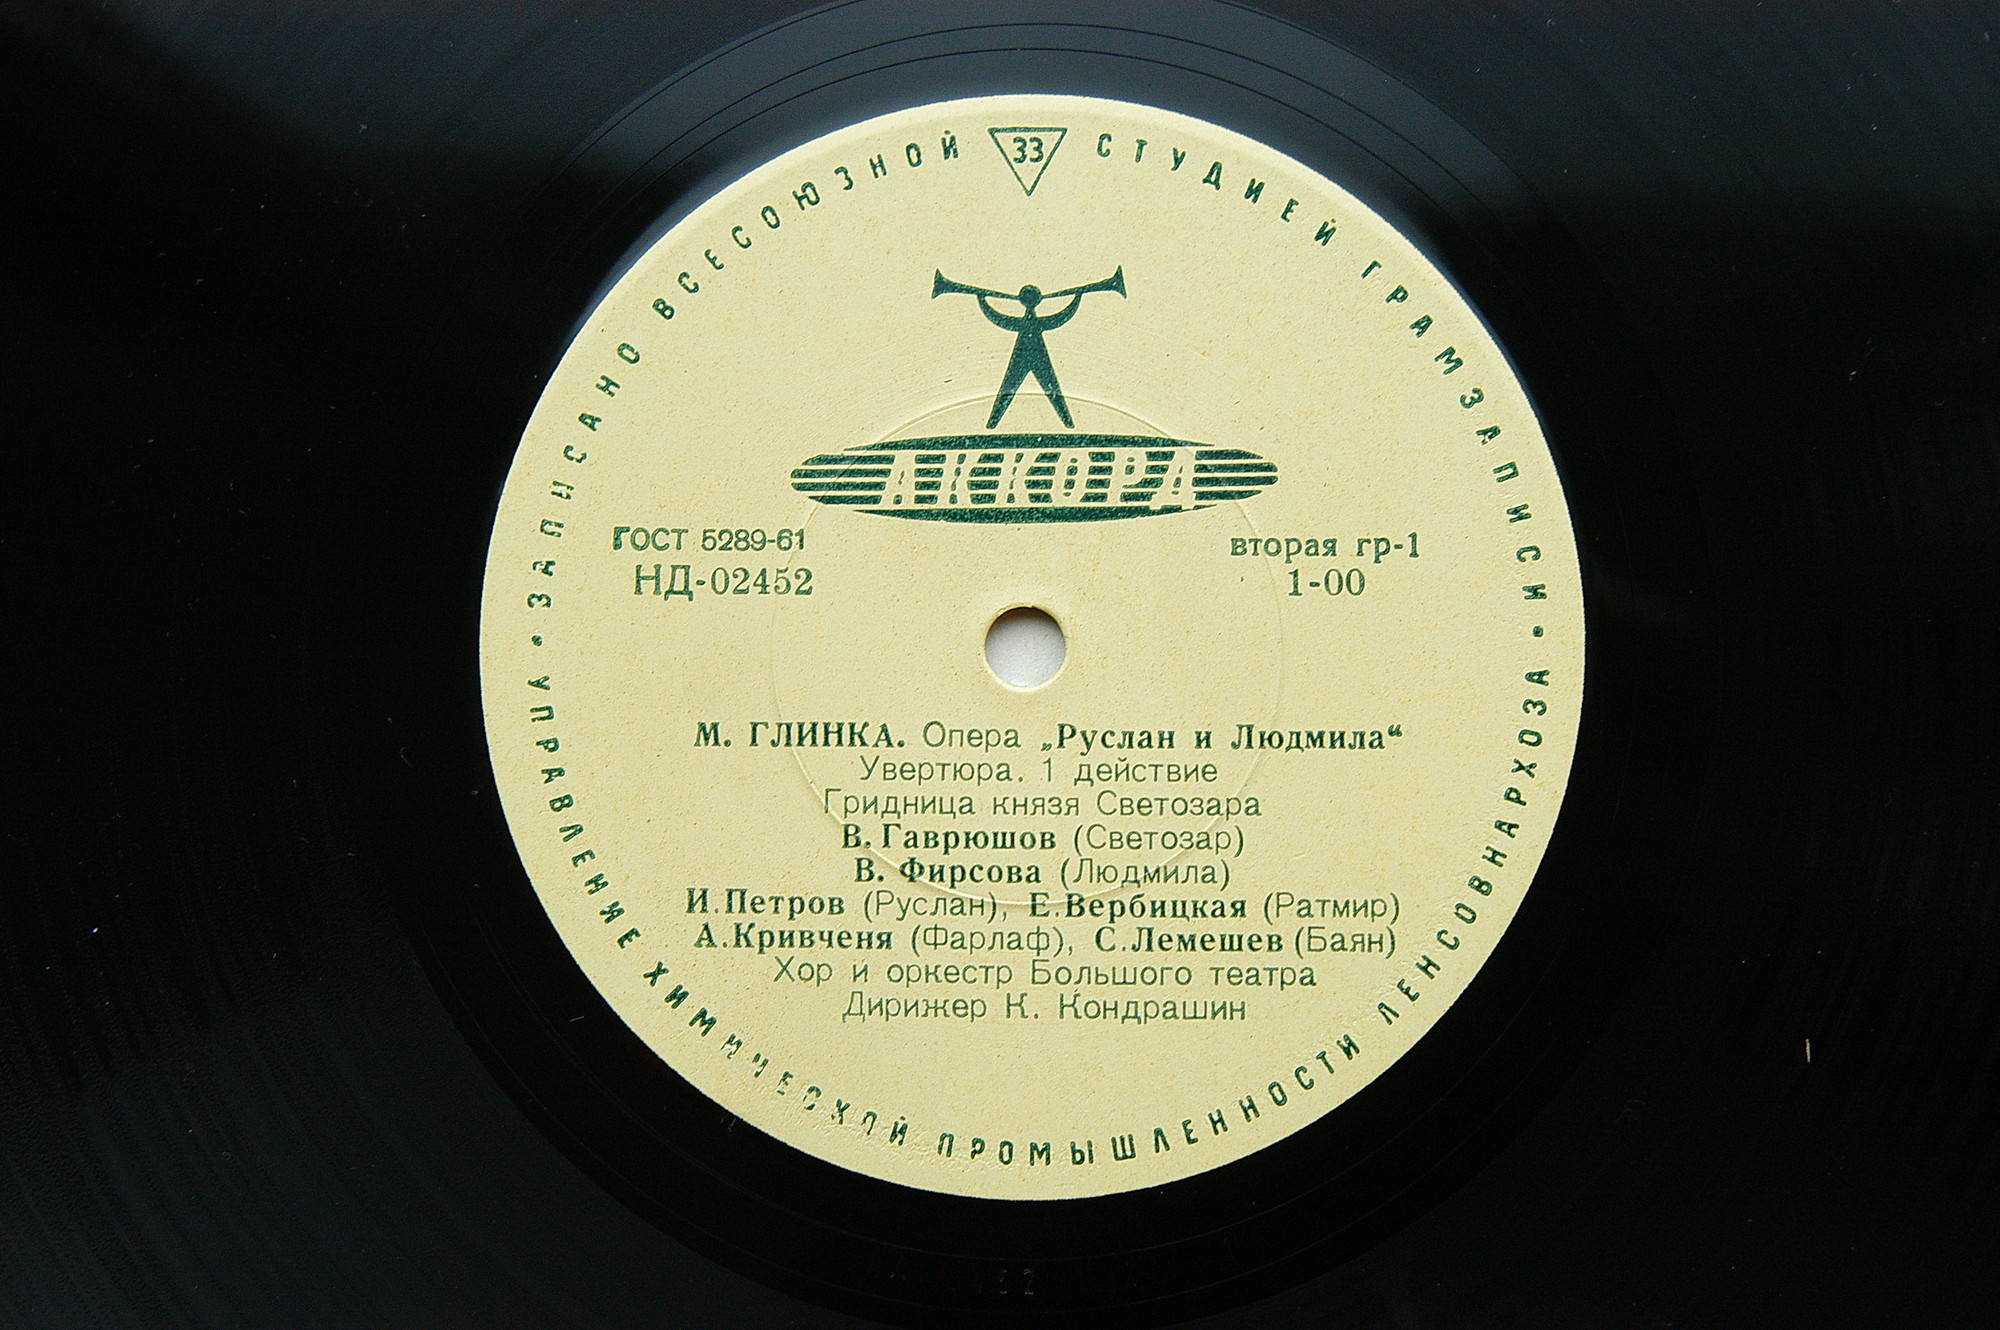 ЗАПИСАНО ВСЕСОЮЗНОЙ 33 СТУДИЕЙ ГРАМЗАПИСИ •
УПРАВЛЕНИЕ ХИМИЧЕСКОЙ ПРОМЫШЛЕННОСТИ ЛЕНСОВНАРХОЗА •
АККОРД
ГОСТ 5289-61
НД-02452
вторая гр-1
1-00
М. ГЛИНКА. Опера „Руслан и Людмила“
Увертюра. 1 действие
Гридница князя Светозара
В. Гаврюшов (Светозар)
В. Фирсова (Людмила)
И. Петров (Руслан), Е. Вербицкая (Ратмир)
А. Кривченя (Фарлаф), С. Лемешев (Баян)
Хор и оркестр Большого театра
Дирижер К. Кондрашин